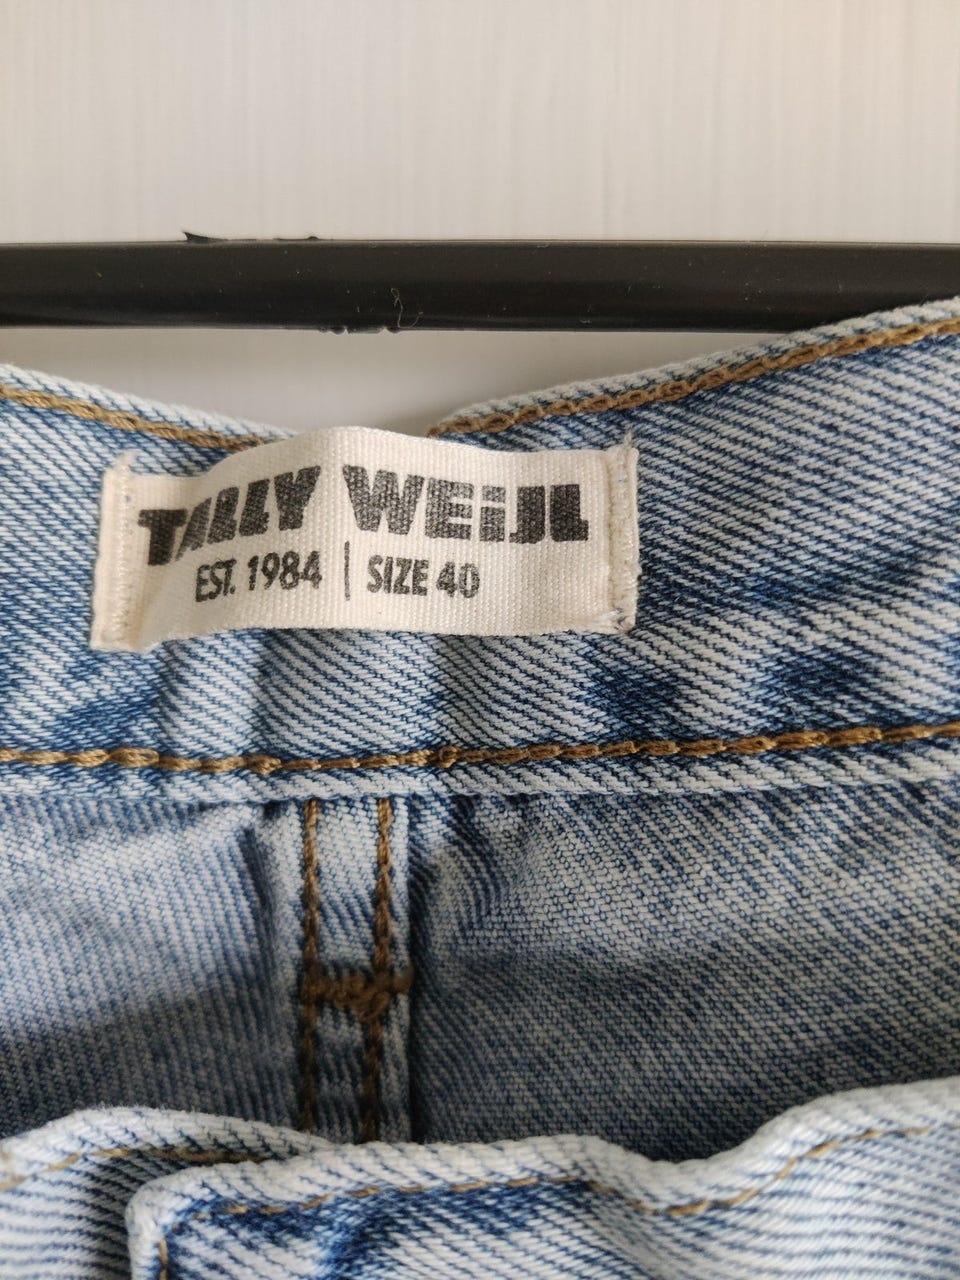 TALLY WEiJL
EST. 1984 | SIZE 40